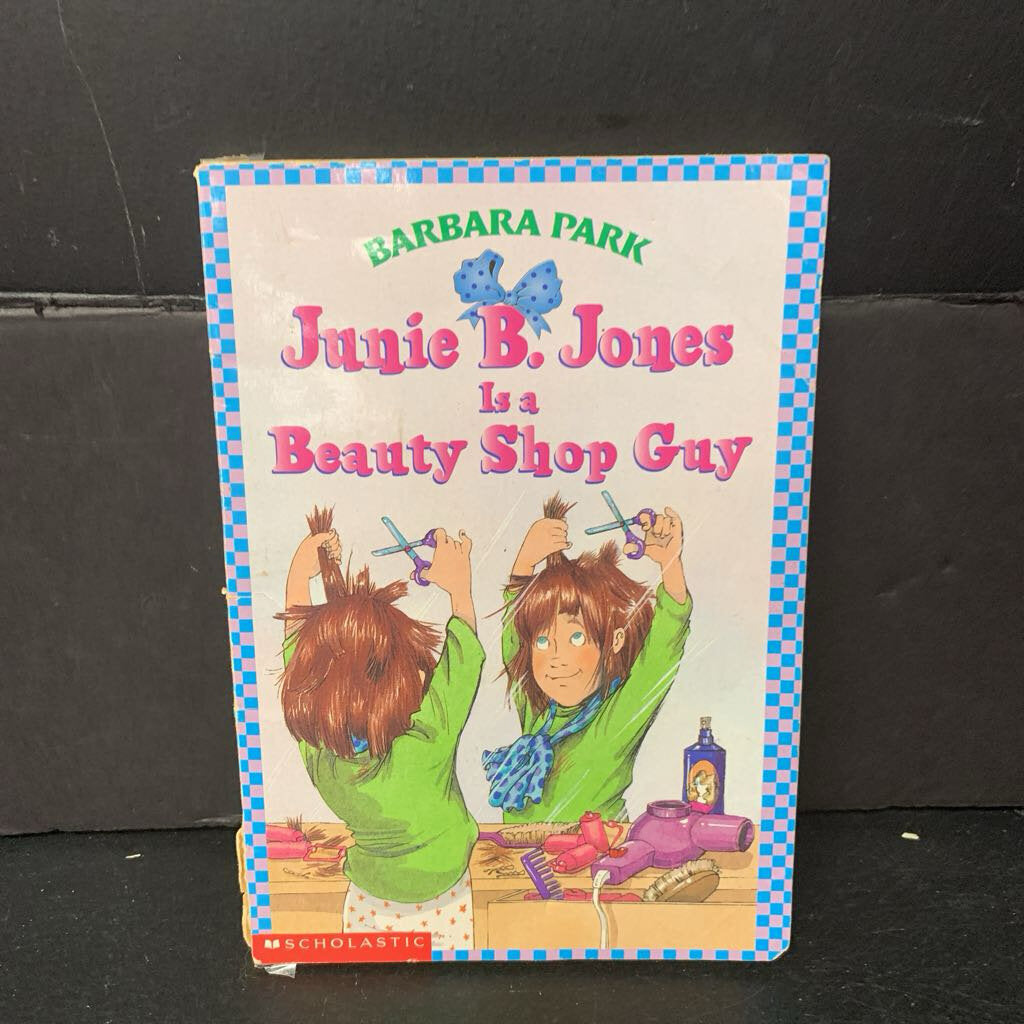 BARBARA PARK
Junie B. Jones
Is a
Beauty Shop Guy
SCHOLASTIC